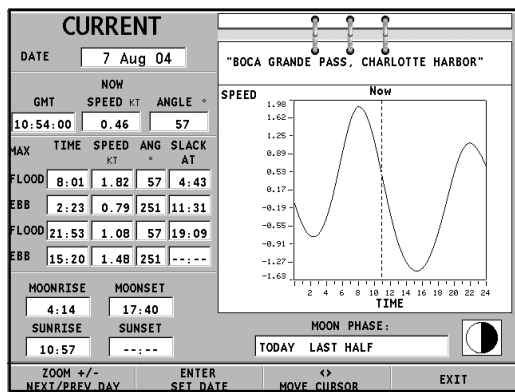 CURRENT
DATE 7 Aug 04
NOW
GMT SPEED KT ANGLE °
10:54:00 0.46 57
MAX TIME SPEED KT ANG ° SLACK AT
FLOOD 8:01 1.82 57 4:43
EBB 2:23 0.79 251 11:31
FLOOD 21:53 1.08 57 19:09
EBB 15:20 1.48 251 --:--
MOONRISE MOONSET
4:14 17:40
SUNRISE SUNSET
10:57 --:--
"BOCA GRANDE PASS, CHARLOTTE HARBOR"
SPEED Now
1.98
1.62
1.25
0.89
0.53
0.17
-0.19
-0.55
-0.91
-1.27
-1.63
2 4 6 8 10 12 14 16 18 20 22 24
TIME
MOON PHASE:
TODAY LAST HALF
ZOOM +/- ENTER <> EXIT
NEXT/PREV.DAY SET DATE MOVE CURSOR